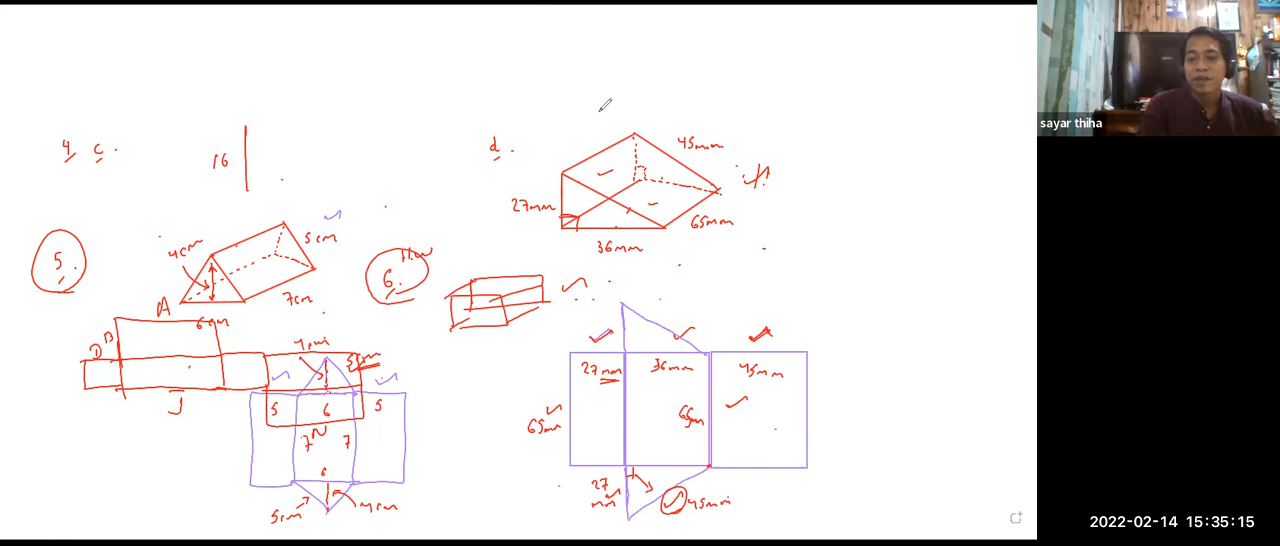 4 c.
16
d.
45mm
27mm
65mm
36mm
5.
4cm
5cm
7cm
6cm
6.
H.W
A
B
D
J
N
4cm
5cm
5
6
5
7
7
6
5cm
4cm
27mm
36mm
45mm
65mm
65mm
27
mm
45mm
sayar thiha
2022-02-14 15:35:15